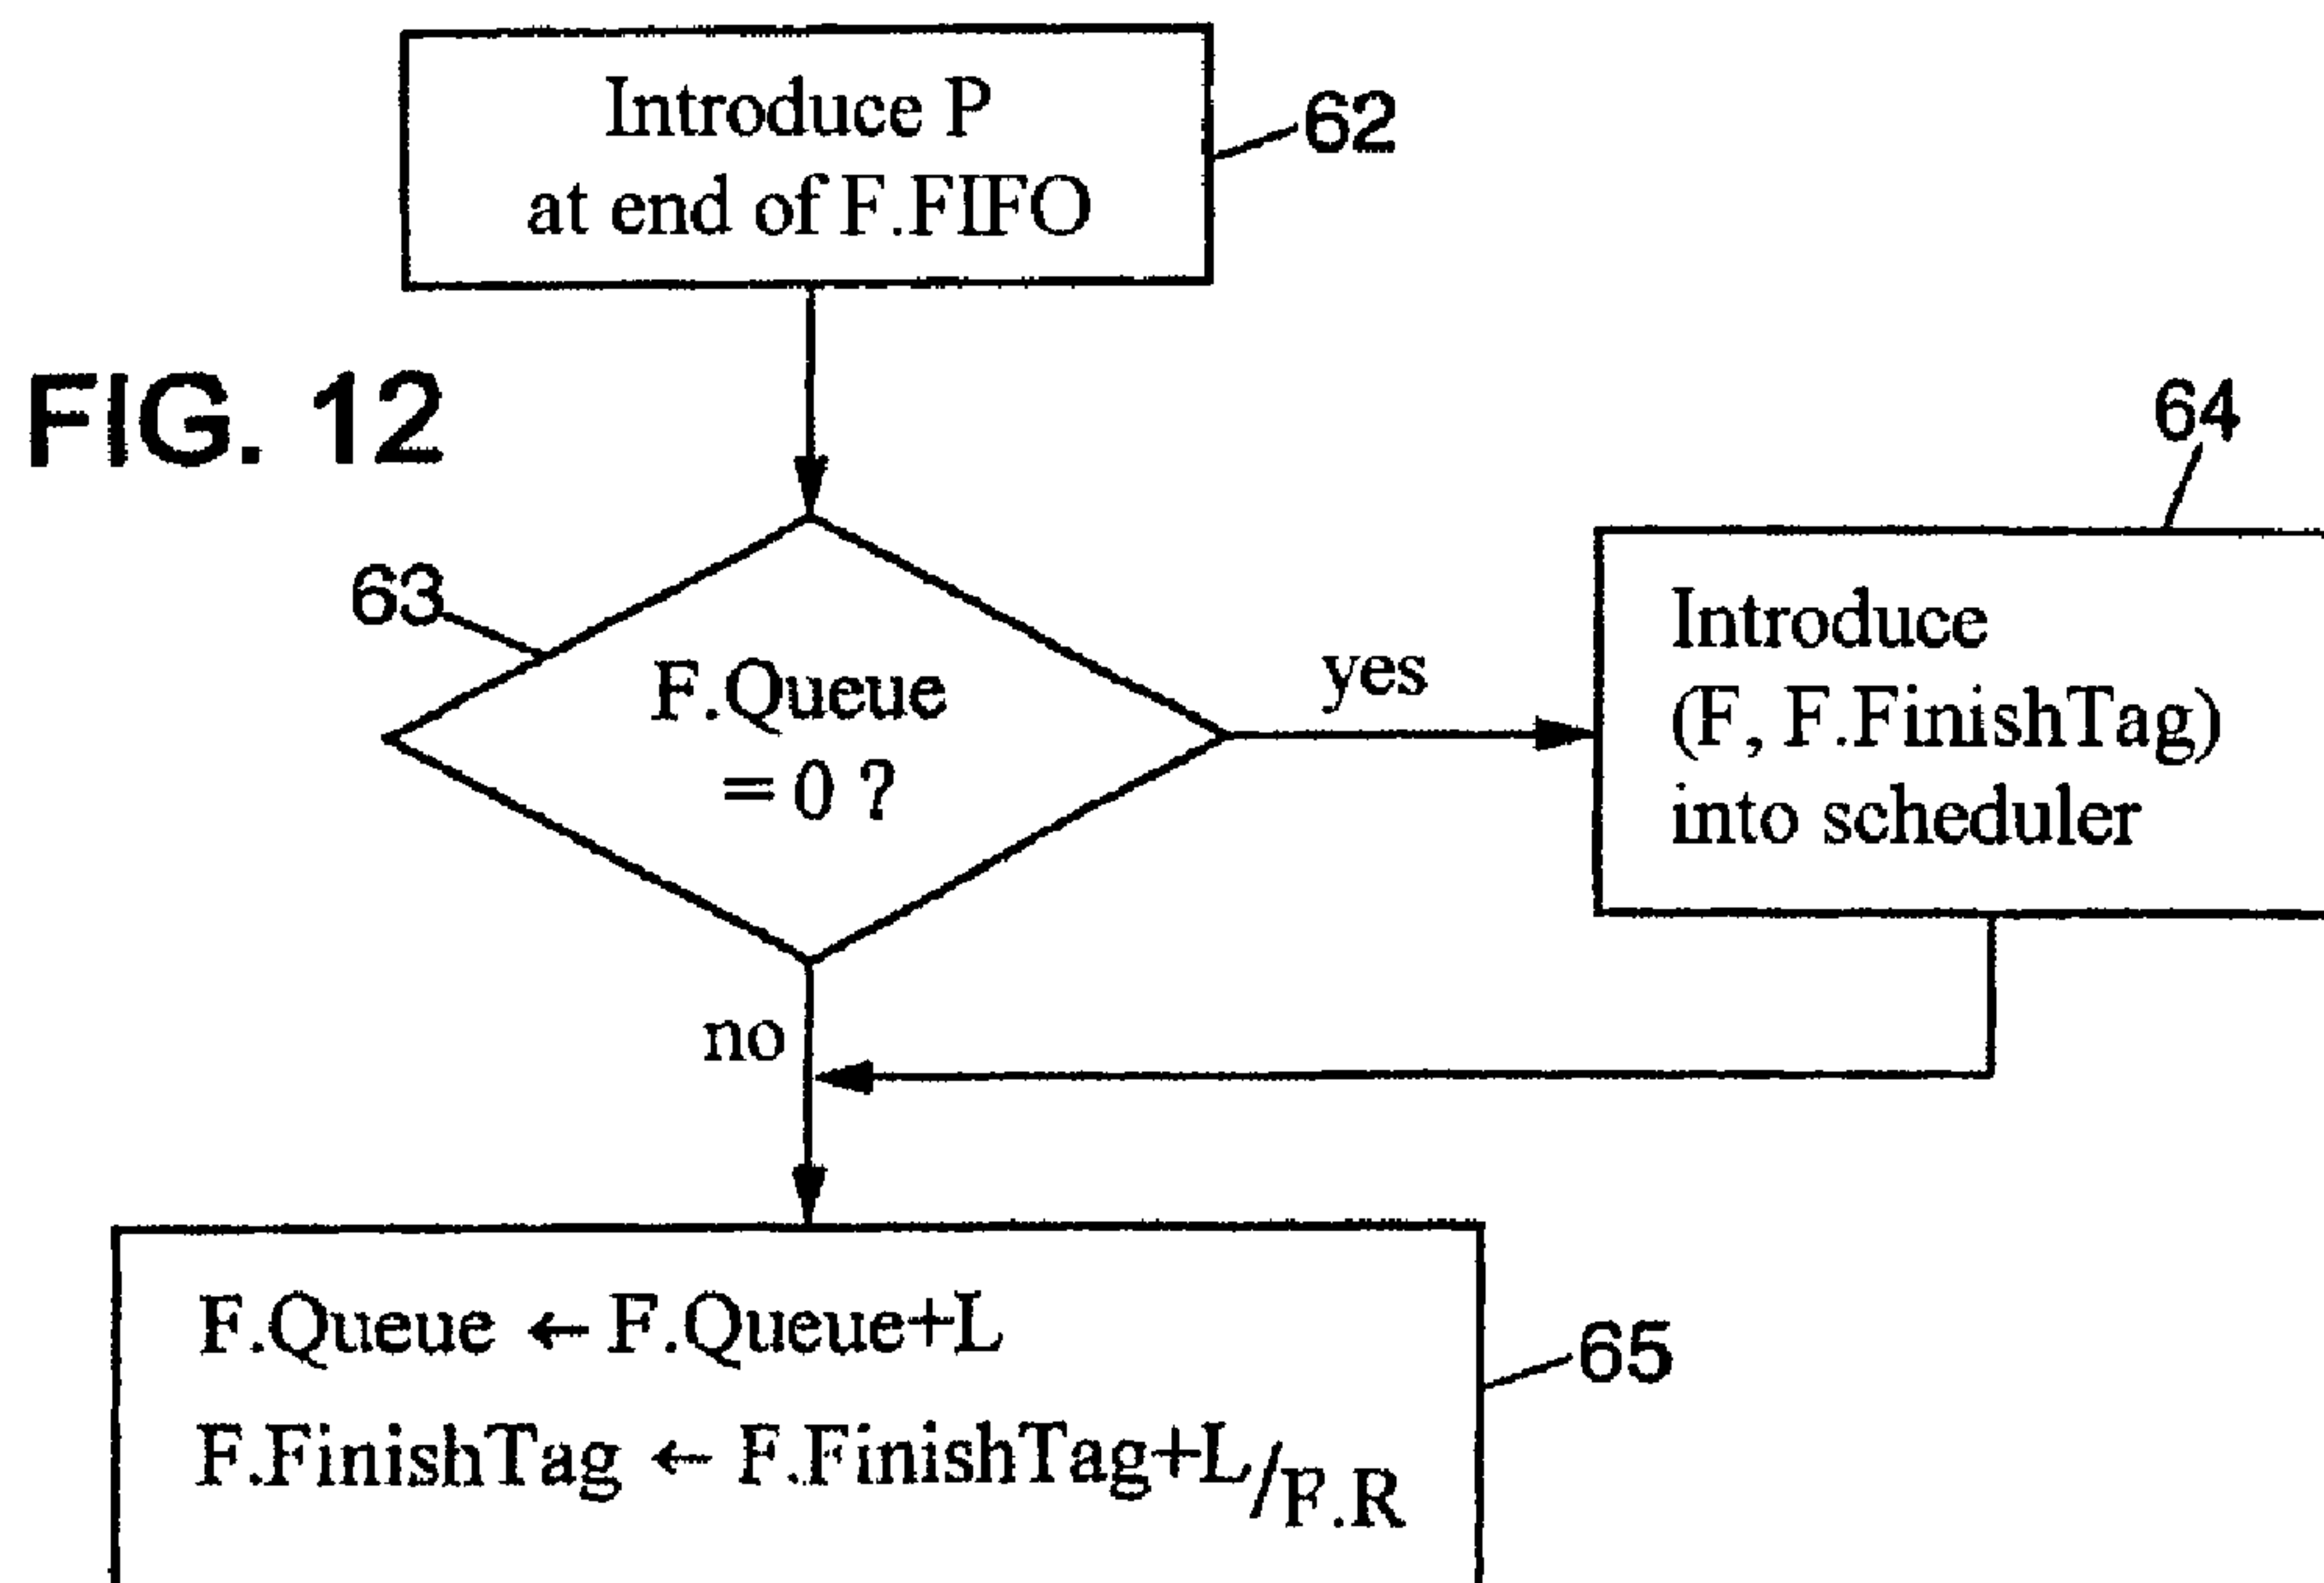 Introduce P
at end of F.FIFO
62
FIG. 12
64
63
F.Queue
= 0 ?
yes
Introduce
(F, F.FinishTag)
into scheduler
no
F.Queue ← F.Queue+L
65
F.FinishTag ← F.FinishTag+L/F.R